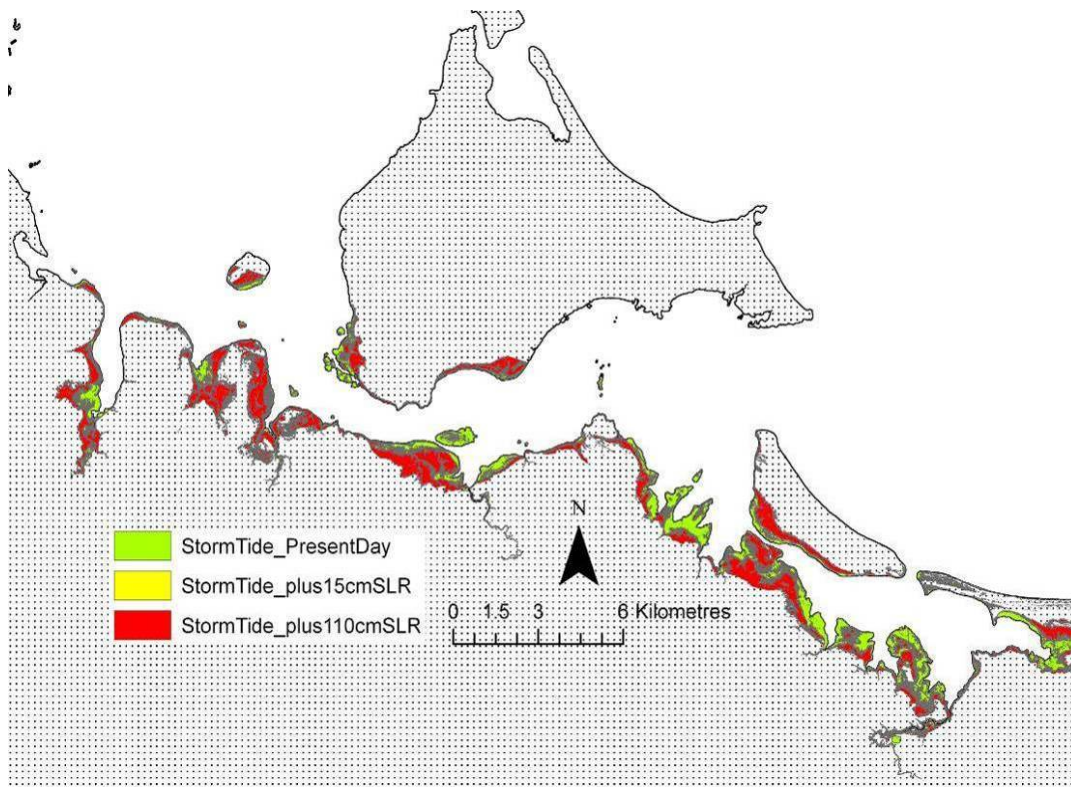 N
StormTide_PresentDay
StormTide_plus15cmSLR
StormTide_plus110cmSLR
0 1.5 3 6 Kilometres